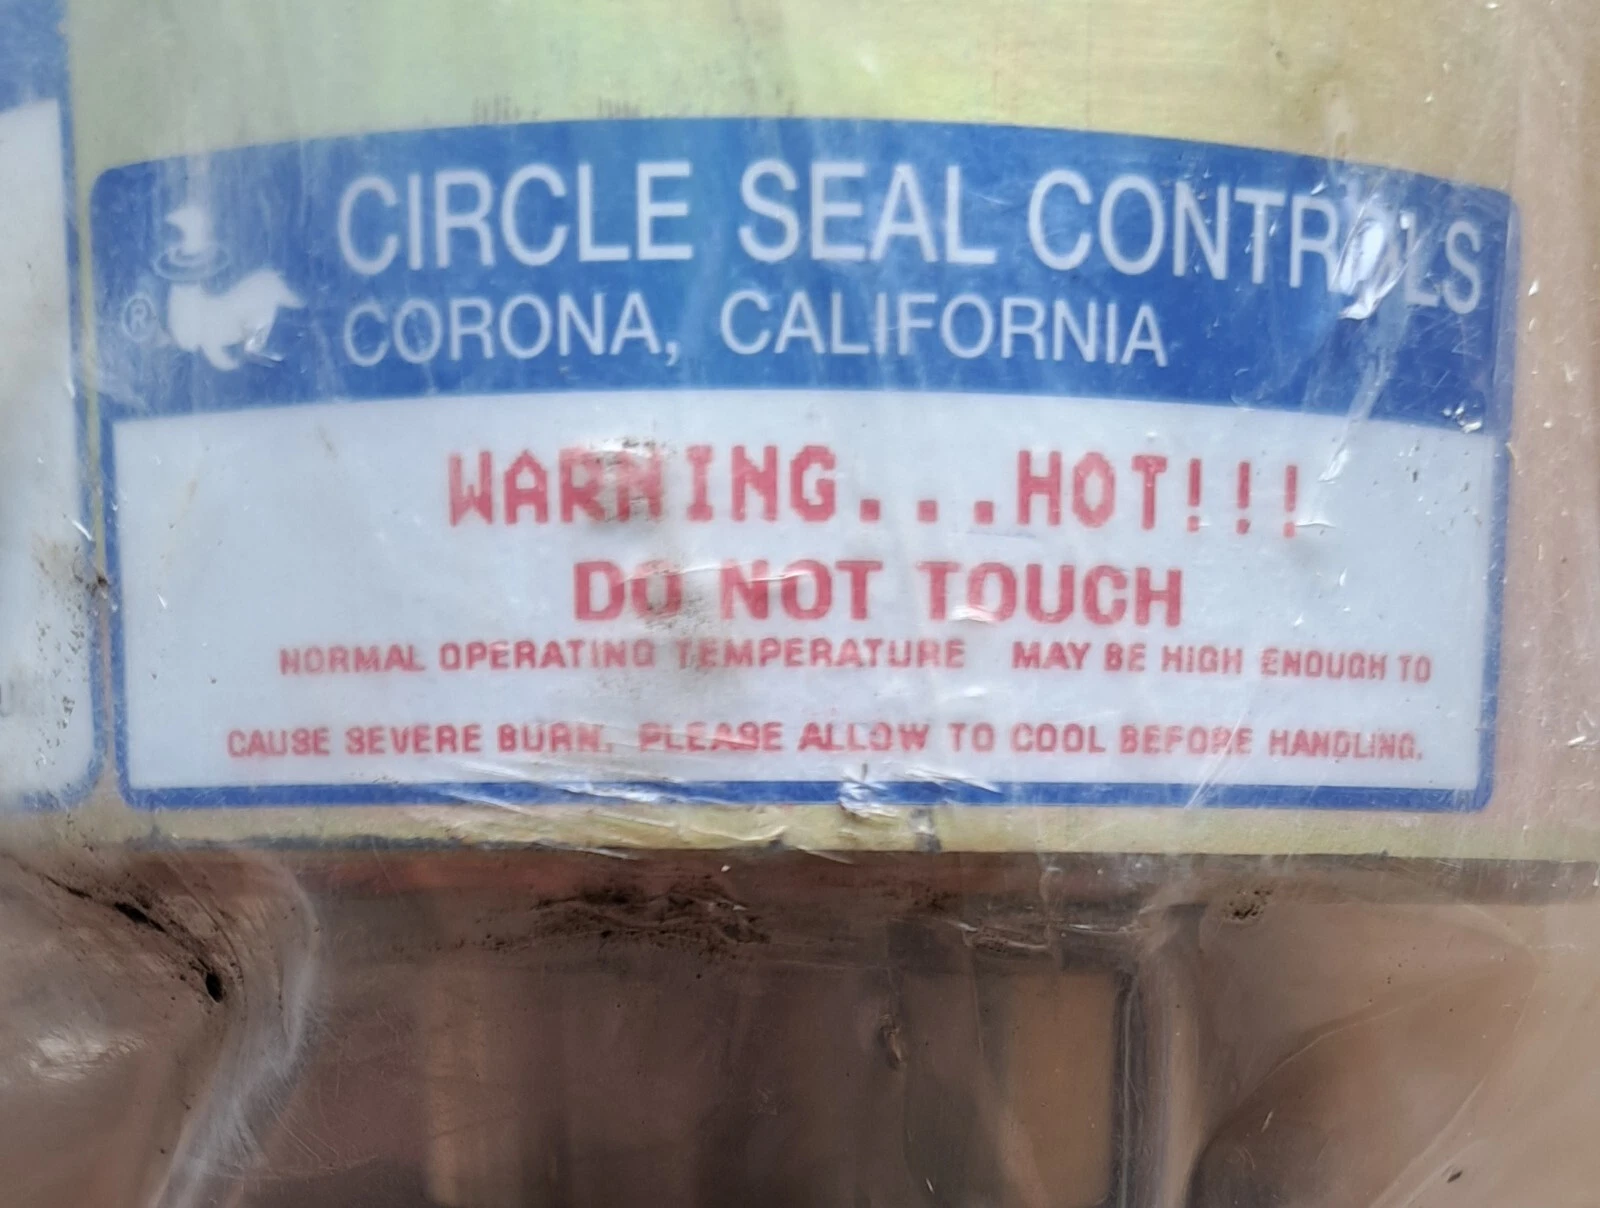 CIRCLE SEAL CONTROLS
®
CORONA, CALIFORNIA
WARNING...HOT!!!
DO NOT TOUCH
NORMAL OPERATING TEMPERATURE MAY BE HIGH ENOUGH TO
CAUSE SEVERE BURN. PLEASE ALLOW TO COOL BEFORE HANDLING.